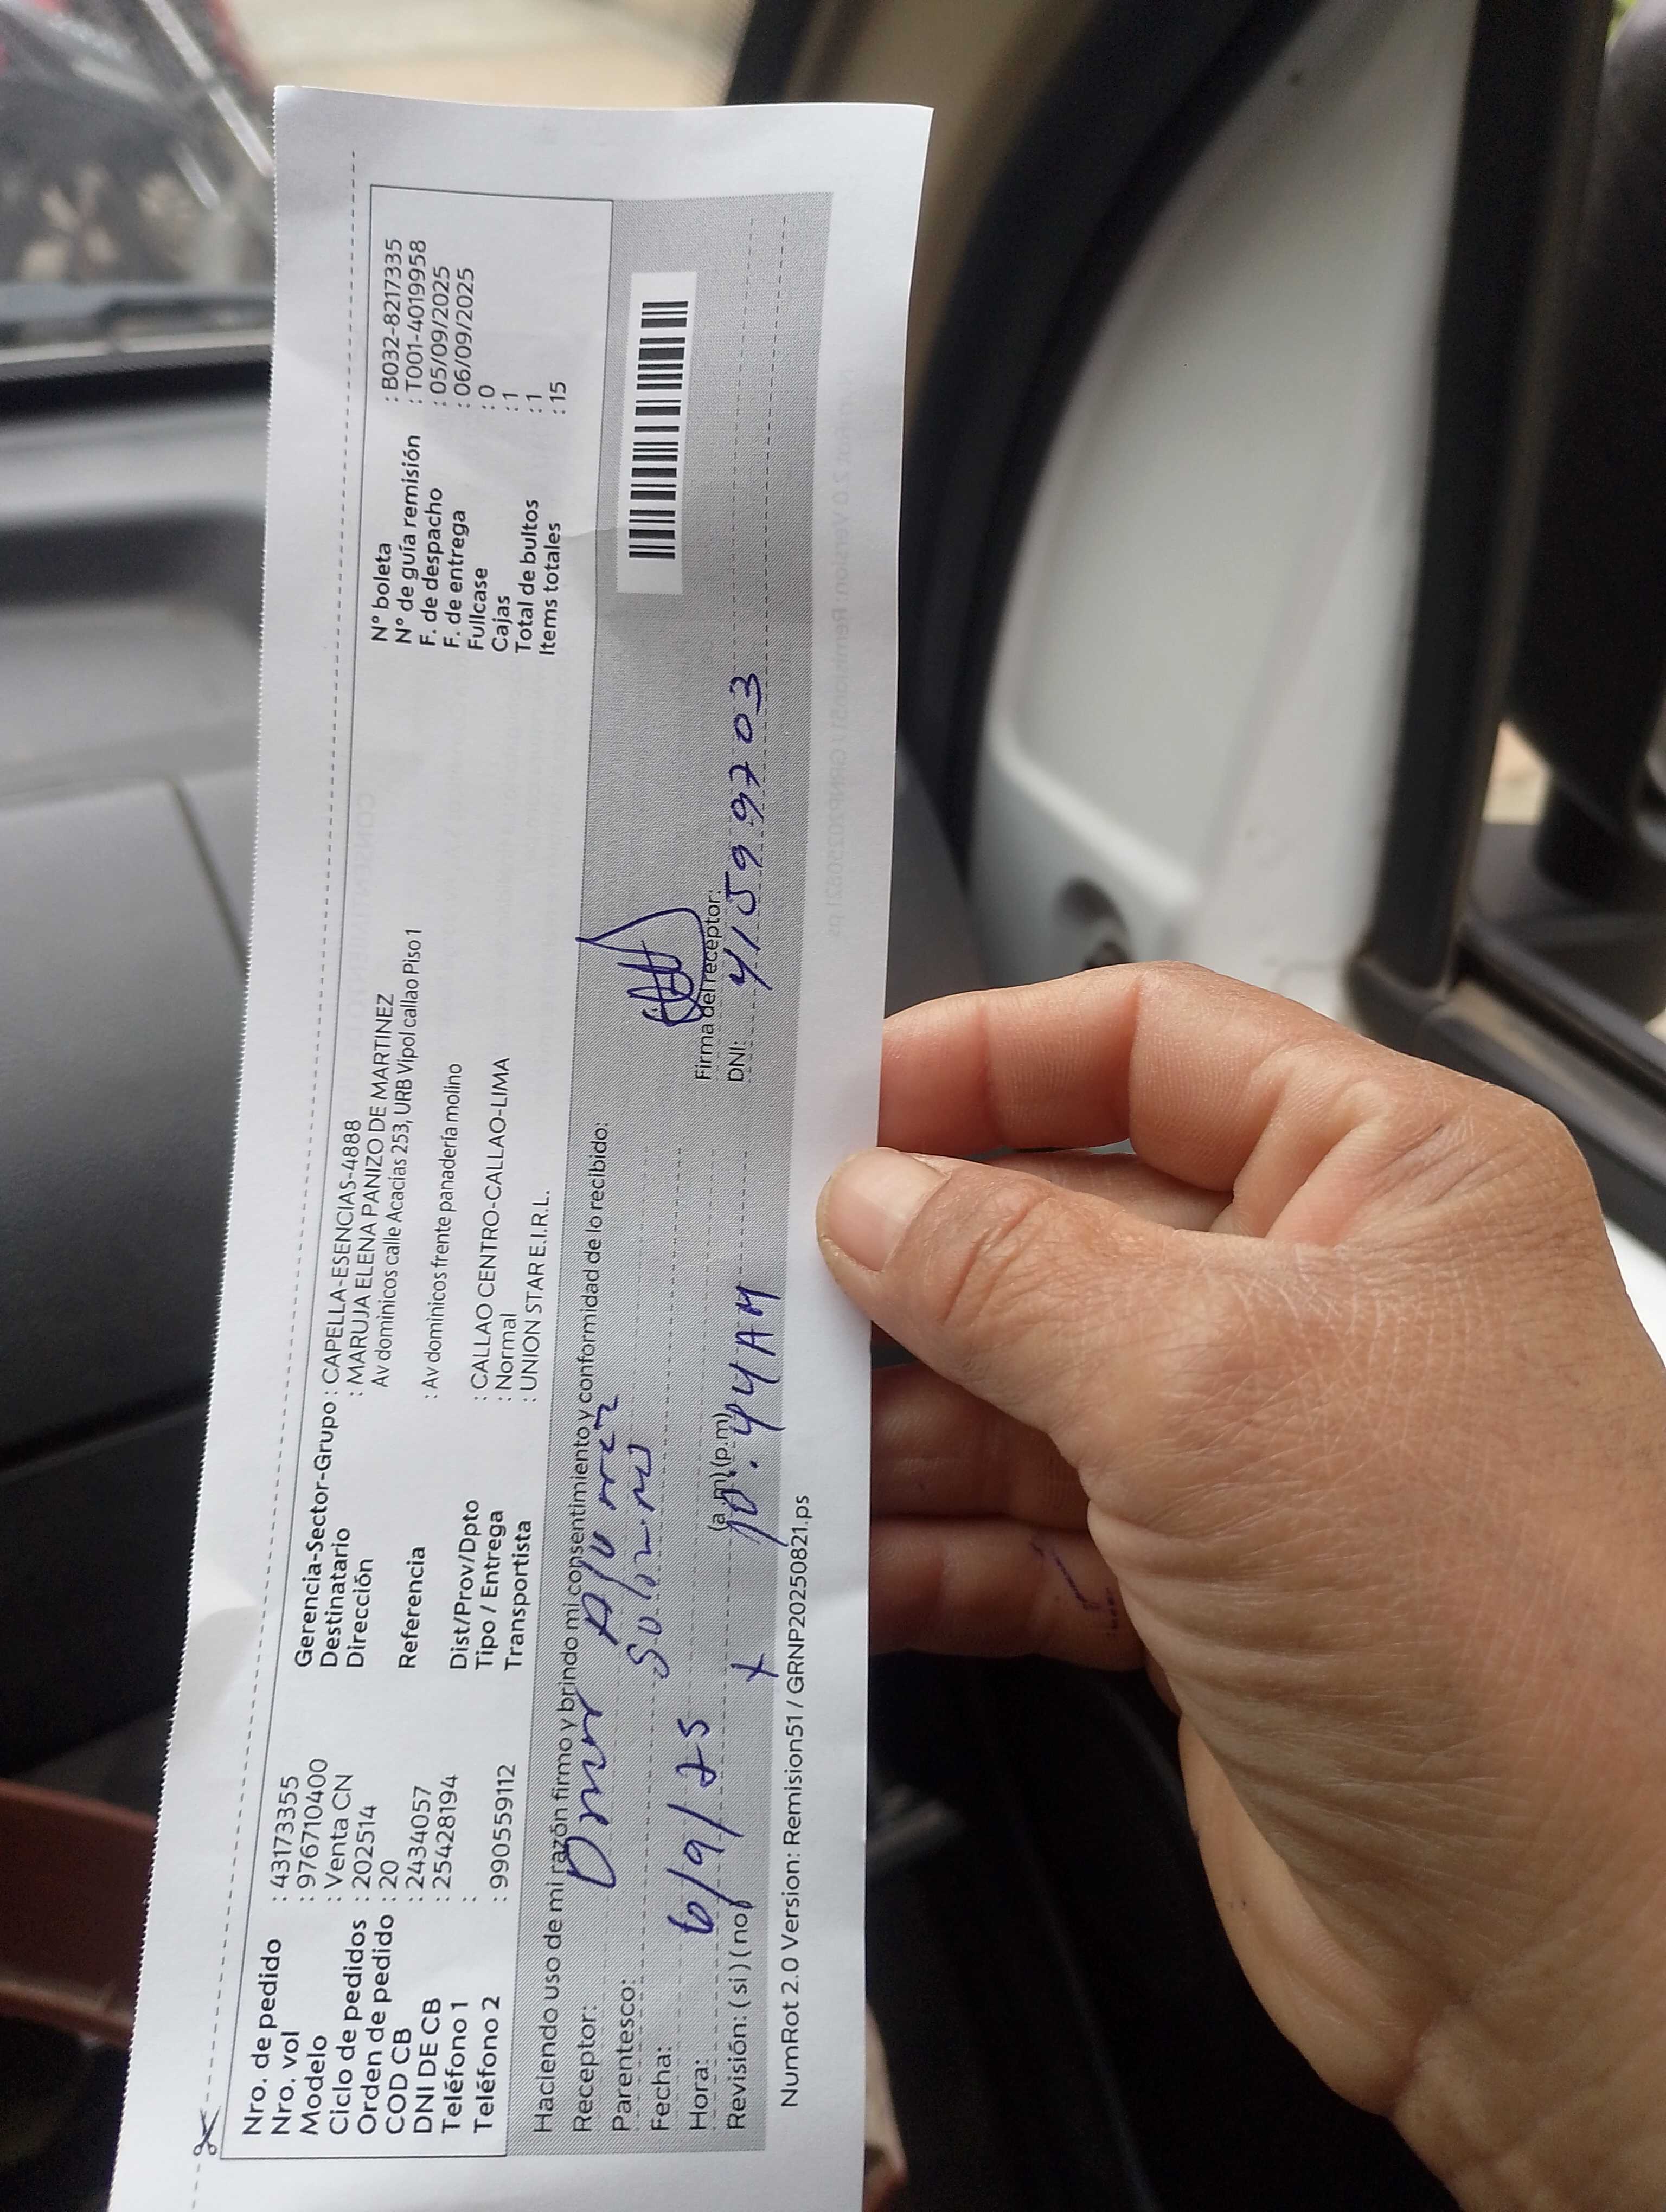 Nro. de pedido : 43173355
Nro. vol : 976710400
Modelo : Venta CN
Ciclo de pedidos : 202514
Orden de pedido : 20
COD CB : 2434057
DNI DE CB : 25428194
Teléfono 1 :
Teléfono 2 : 990559112
Gerencia-Sector-Grupo : CAPELLA-ESENCIAS-4888
Destinatario : MARUJA ELENA PANIZO DE MARTINEZ
Dirección Av dominicos calle Acacias 253, URB Vipol callao Piso1
Referencia : Av dominicos frente panadería molino
Dist/Prov/Dpto : CALLAO CENTRO-CALLAO-LIMA
Tipo / Entrega : Normal
Transportista : UNION STAR E.I.R.L.
N° boleta : B032-8217335
N° de guía remisión : T001-4019958
F. de despacho : 05/09/2025
F. de entrega : 06/09/2025
Fullcase : 0
Cajas : 1
Total de bultos : 1
Items totales : 15
Haciendo uso de mi razón firmo y brindo mi consentimiento y conformidad de lo recibido:
Receptor:
Parentesco:
Fecha: 6/9/25
Hora: (a.m) (p.m) 10:44 AM
Revisión: ( si ) ( no )
Firma del receptor:
DNI: 41599703
NumRot 2.0 Version: Remision51 / GRNP20250821.ps